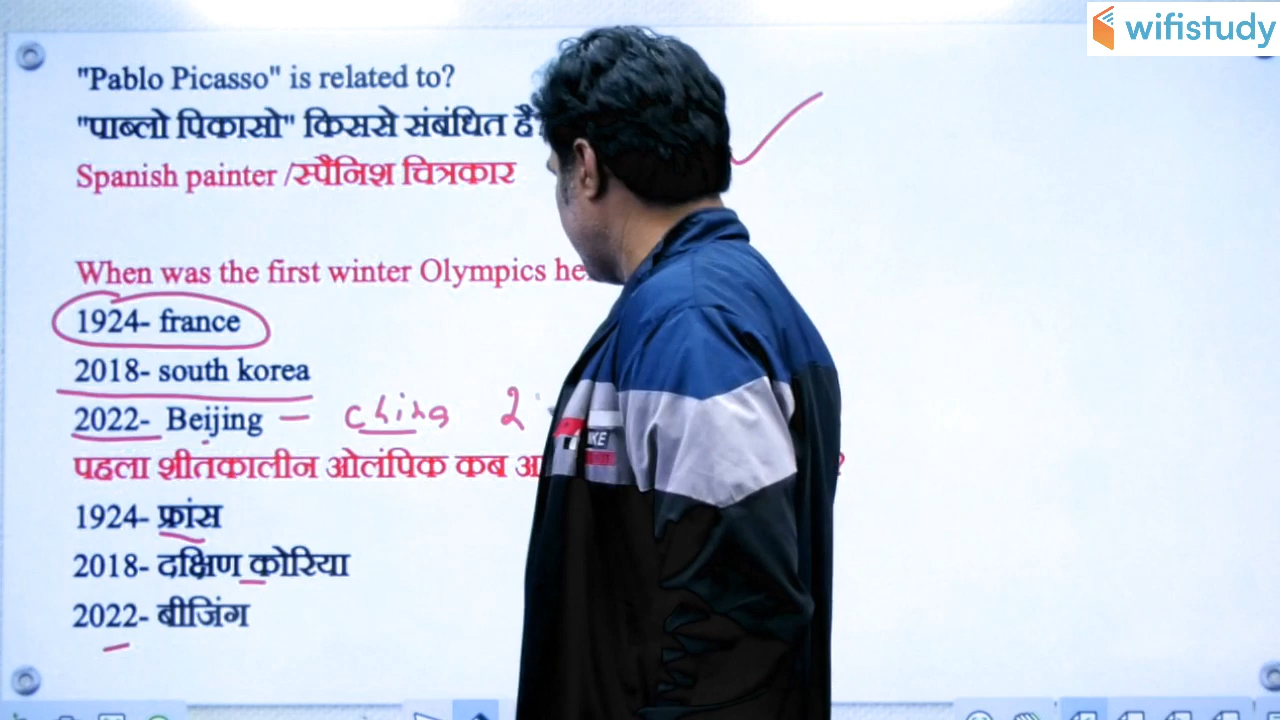 wifistudy
"Pablo Picasso" is related to?
"पाब्लो पिकासो" किससे संबंधित है
Spanish painter /स्पैनिश चित्रकार
When was the first winter Olympics
1924- france
2018- south korea
2022- Beijing – china 2
पहला शीतकालीन ओलंपिक कब ?
1924- फ्रांस
2018- दक्षिण कोरिया
2022- बीजिंग